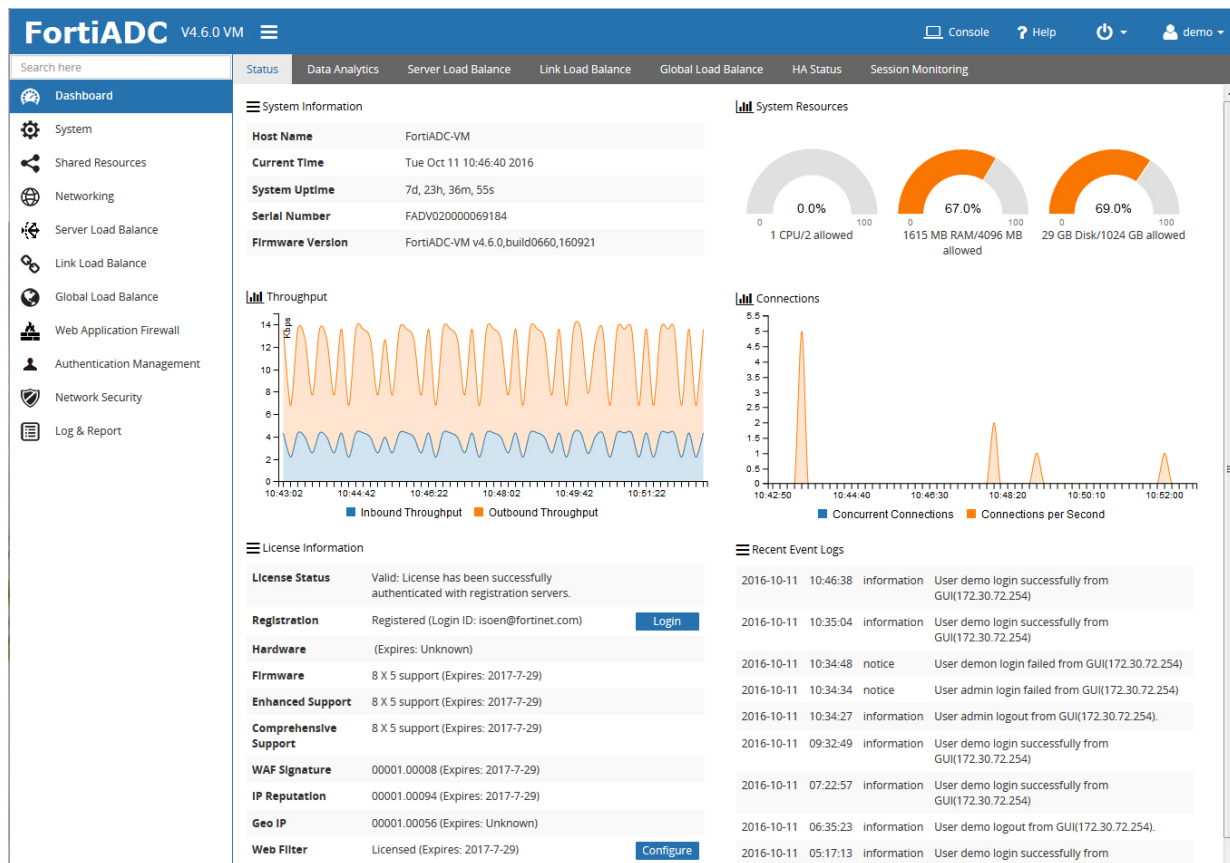 FortiADC V4.6.0 VM
Console
Help
demo
Search here
Dashboard
System
Shared Resources
Networking
Server Load Balance
Link Load Balance
Global Load Balance
Web Application Firewall
Authentication Management
Network Security
Log & Report
Status
Data Analytics
Server Load Balance
Link Load Balance
Global Load Balance
HA Status
Session Monitoring
System Information
Host Name FortiADC-VM
Current Time Tue Oct 11 10:46:40 2016
System Uptime 7d, 23h, 36m, 55s
Serial Number FADV020000069184
Firmware Version FortiADC-VM v4.6.0,build0660,160921
System Resources
0.0%
0 100
1 CPU/2 allowed
67.0%
0 100
1615 MB RAM/4096 MB
allowed
69.0%
0 100
29 GB Disk/1024 GB allowed
Throughput
Kbps
14
12
10
8
6
4
2
0
10:43:02 10:44:42 10:46:22 10:48:02 10:49:42 10:51:22
Inbound Throughput Outbound Throughput
Connections
5.5
5
4.5
4
3.5
3
2.5
2
1.5
1
0.5
0
10:42:50 10:44:40 10:46:30 10:48:20 10:50:10 10:52:00
Concurrent Connections Connections per Second
License Information
License Status Valid: License has been successfully
authenticated with registration servers.
Registration Registered (Login ID: isoen@fortinet.com) Login
Hardware (Expires: Unknown)
Firmware 8 X 5 support (Expires: 2017-7-29)
Enhanced Support 8 X 5 support (Expires: 2017-7-29)
Comprehensive 8 X 5 support (Expires: 2017-7-29)
Support
WAF Signature 00001.00008 (Expires: 2017-7-29)
IP Reputation 00001.00094 (Expires: 2017-7-29)
Geo IP 00001.00056 (Expires: Unknown)
Web Filter Licensed (Expires: 2017-7-29) Configure
Recent Event Logs
2016-10-11 10:46:38 information User demo login successfully from
GUI(172.30.72.254)
2016-10-11 10:35:04 information User demo login successfully from
GUI(172.30.72.254)
2016-10-11 10:34:48 notice User demon login failed from GUI(172.30.72.254)
2016-10-11 10:34:34 notice User admin login failed from GUI(172.30.72.254)
2016-10-11 10:34:27 information User admin logout from GUI(172.30.72.254).
2016-10-11 09:32:49 information User demo login successfully from
GUI(172.30.72.254)
2016-10-11 07:22:57 information User demo login successfully from
GUI(172.30.72.254)
2016-10-11 06:35:23 information User demo logout from GUI(172.30.72.254).
2016-10-11 05:17:13 information User demo login successfully from